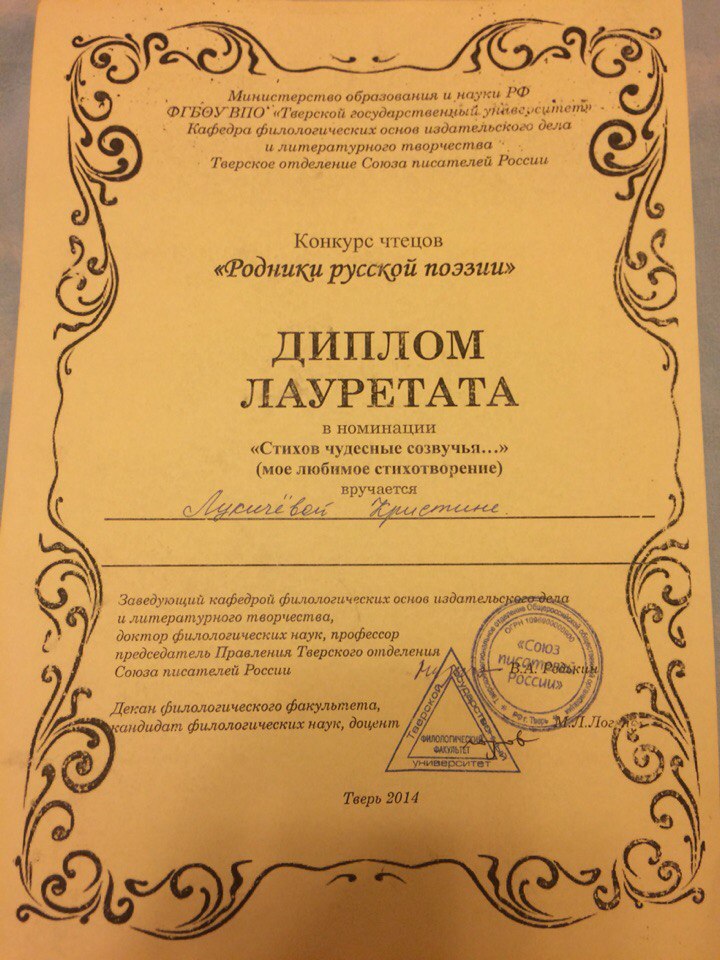 Министерство образования и науки РФ
ФГБОУ ВПО «Тверской государственный университет»
Кафедра филологических основ издательского дела
и литературного творчества
Тверское отделение Союза писателей России
Конкурс чтецов
«Родники русской поэзии»
ДИПЛОМ
ЛАУРЕТАТА
в номинации
«Стихов чудесные созвучья...»
(мое любимое стихотворение)
вручается
Лукичёвой Кристине.
Заведующий кафедрой филологических основ издательского дела
и литературного творчества,
доктор филологических наук, профессор
председатель Правления Тверского отделения
Союза писателей России В.А. Редькин
«Союз
писателей
России»
Декан филологического факультета,
кандидат филологических наук, доцент М.Л.
Тверской государственный
университет
ФИЛОЛОГИЧЕСКИЙ
ФАКУЛЬТЕТ
Тверь 2014